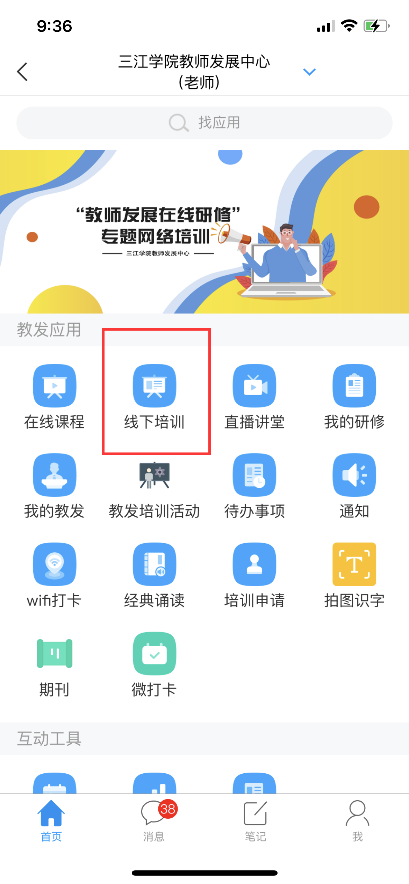 9:36
三江学院教师发展中心
(老师)
找应用
“教师发展在线研修”
专题网络培训
三江学院教师发展中心
教发应用
在线课程
线下培训
直播讲堂
我的研修
我的教发
教发培训活动
待办事项
通知
wifi打卡
经典诵读
培训申请
拍图识字
期刊
微打卡
互动工具
首页
38
消息
笔记
我